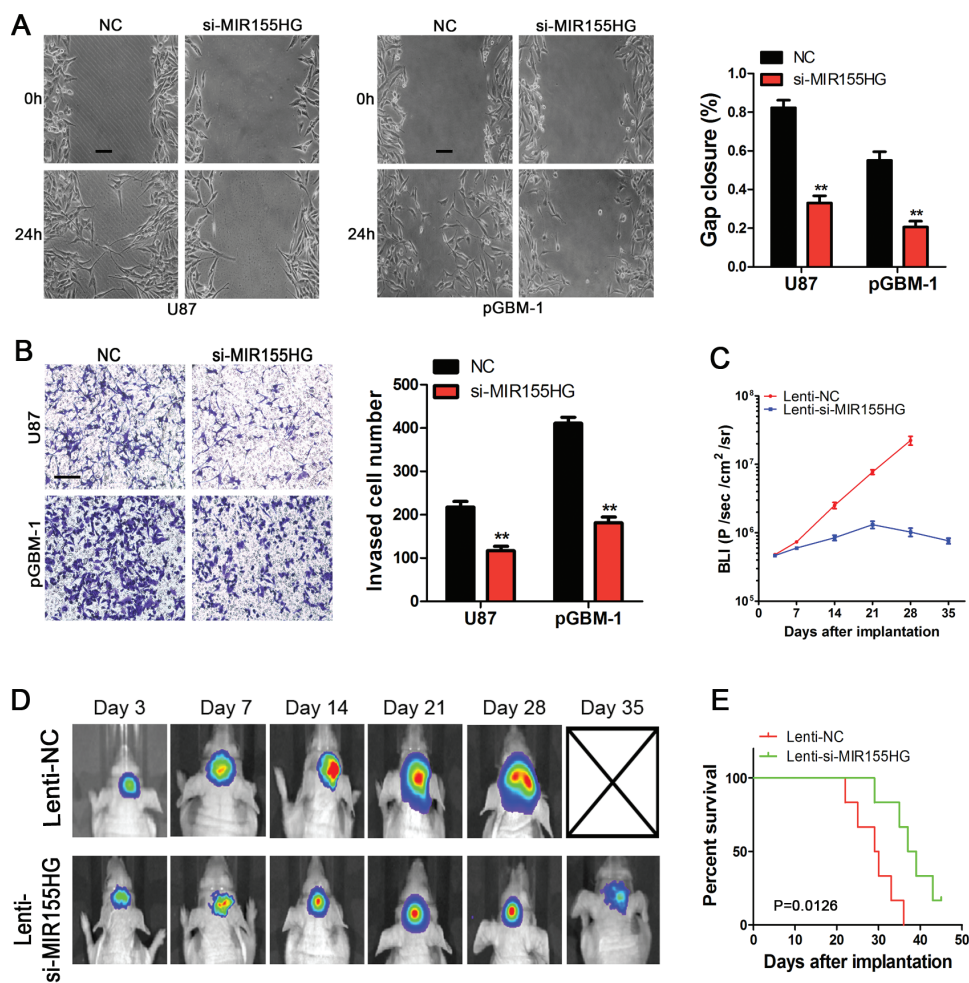 A
NC
si-MIR155HG
0h
24h
U87
NC
si-MIR155HG
0h
24h
pGBM-1
NC
si-MIR155HG
Gap closure (%)
1.0
0.8
0.6
0.4
0.2
0.0
**
**
U87
pGBM-1
B
NC
si-MIR155HG
U87
pGBM-1
NC
si-MIR155HG
Invased cell number
500
400
300
200
100
0
**
**
U87
pGBM-1
C
Lenti-NC
Lenti-si-MIR155HG
BLI (P /sec /cm² /sr)
10⁸
10⁷
10⁶
10⁵
7
14
21
28
35
Days after implantation
D
Day 3
Day 7
Day 14
Day 21
Day 28
Day 35
Lenti-NC
Lenti-
si-MIR155HG
E
Lenti-NC
Lenti-si-MIR155HG
Percent survival
100
50
0
P=0.0126
0
10
20
30
40
50
Days after implantation